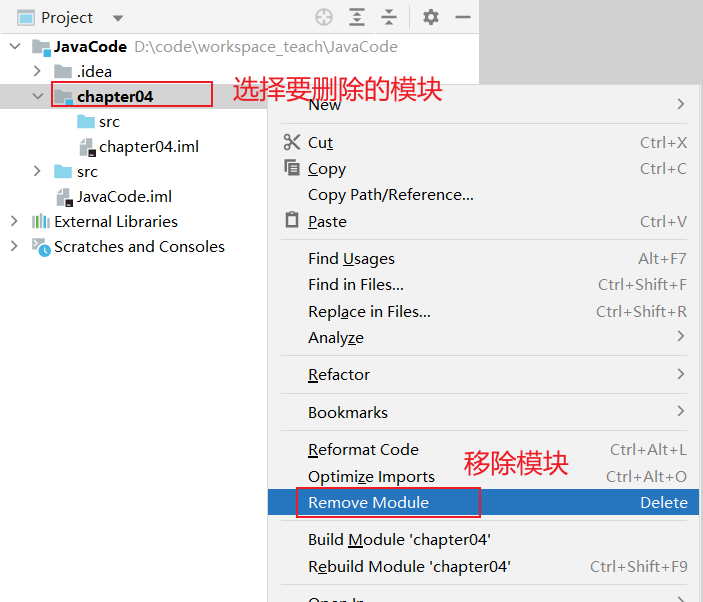 Project
JavaCode D:\code\workspace_teach\JavaCode
.idea
chapter04
选择要删除的模块
src
chapter04.iml
src
JavaCode.iml
External Libraries
Scratches and Consoles
New
Cut Ctrl+X
Copy Ctrl+C
Copy Path/Reference...
Paste Ctrl+V
Find Usages Alt+F7
Find in Files... Ctrl+Shift+F
Replace in Files... Ctrl+Shift+R
Analyze
Refactor
Bookmarks
Reformat Code Ctrl+Alt+L
移除模块
Optimize Imports Ctrl+Alt+O
Remove Module Delete
Build Module 'chapter04'
Rebuild Module 'chapter04' Ctrl+Shift+F9
Open In